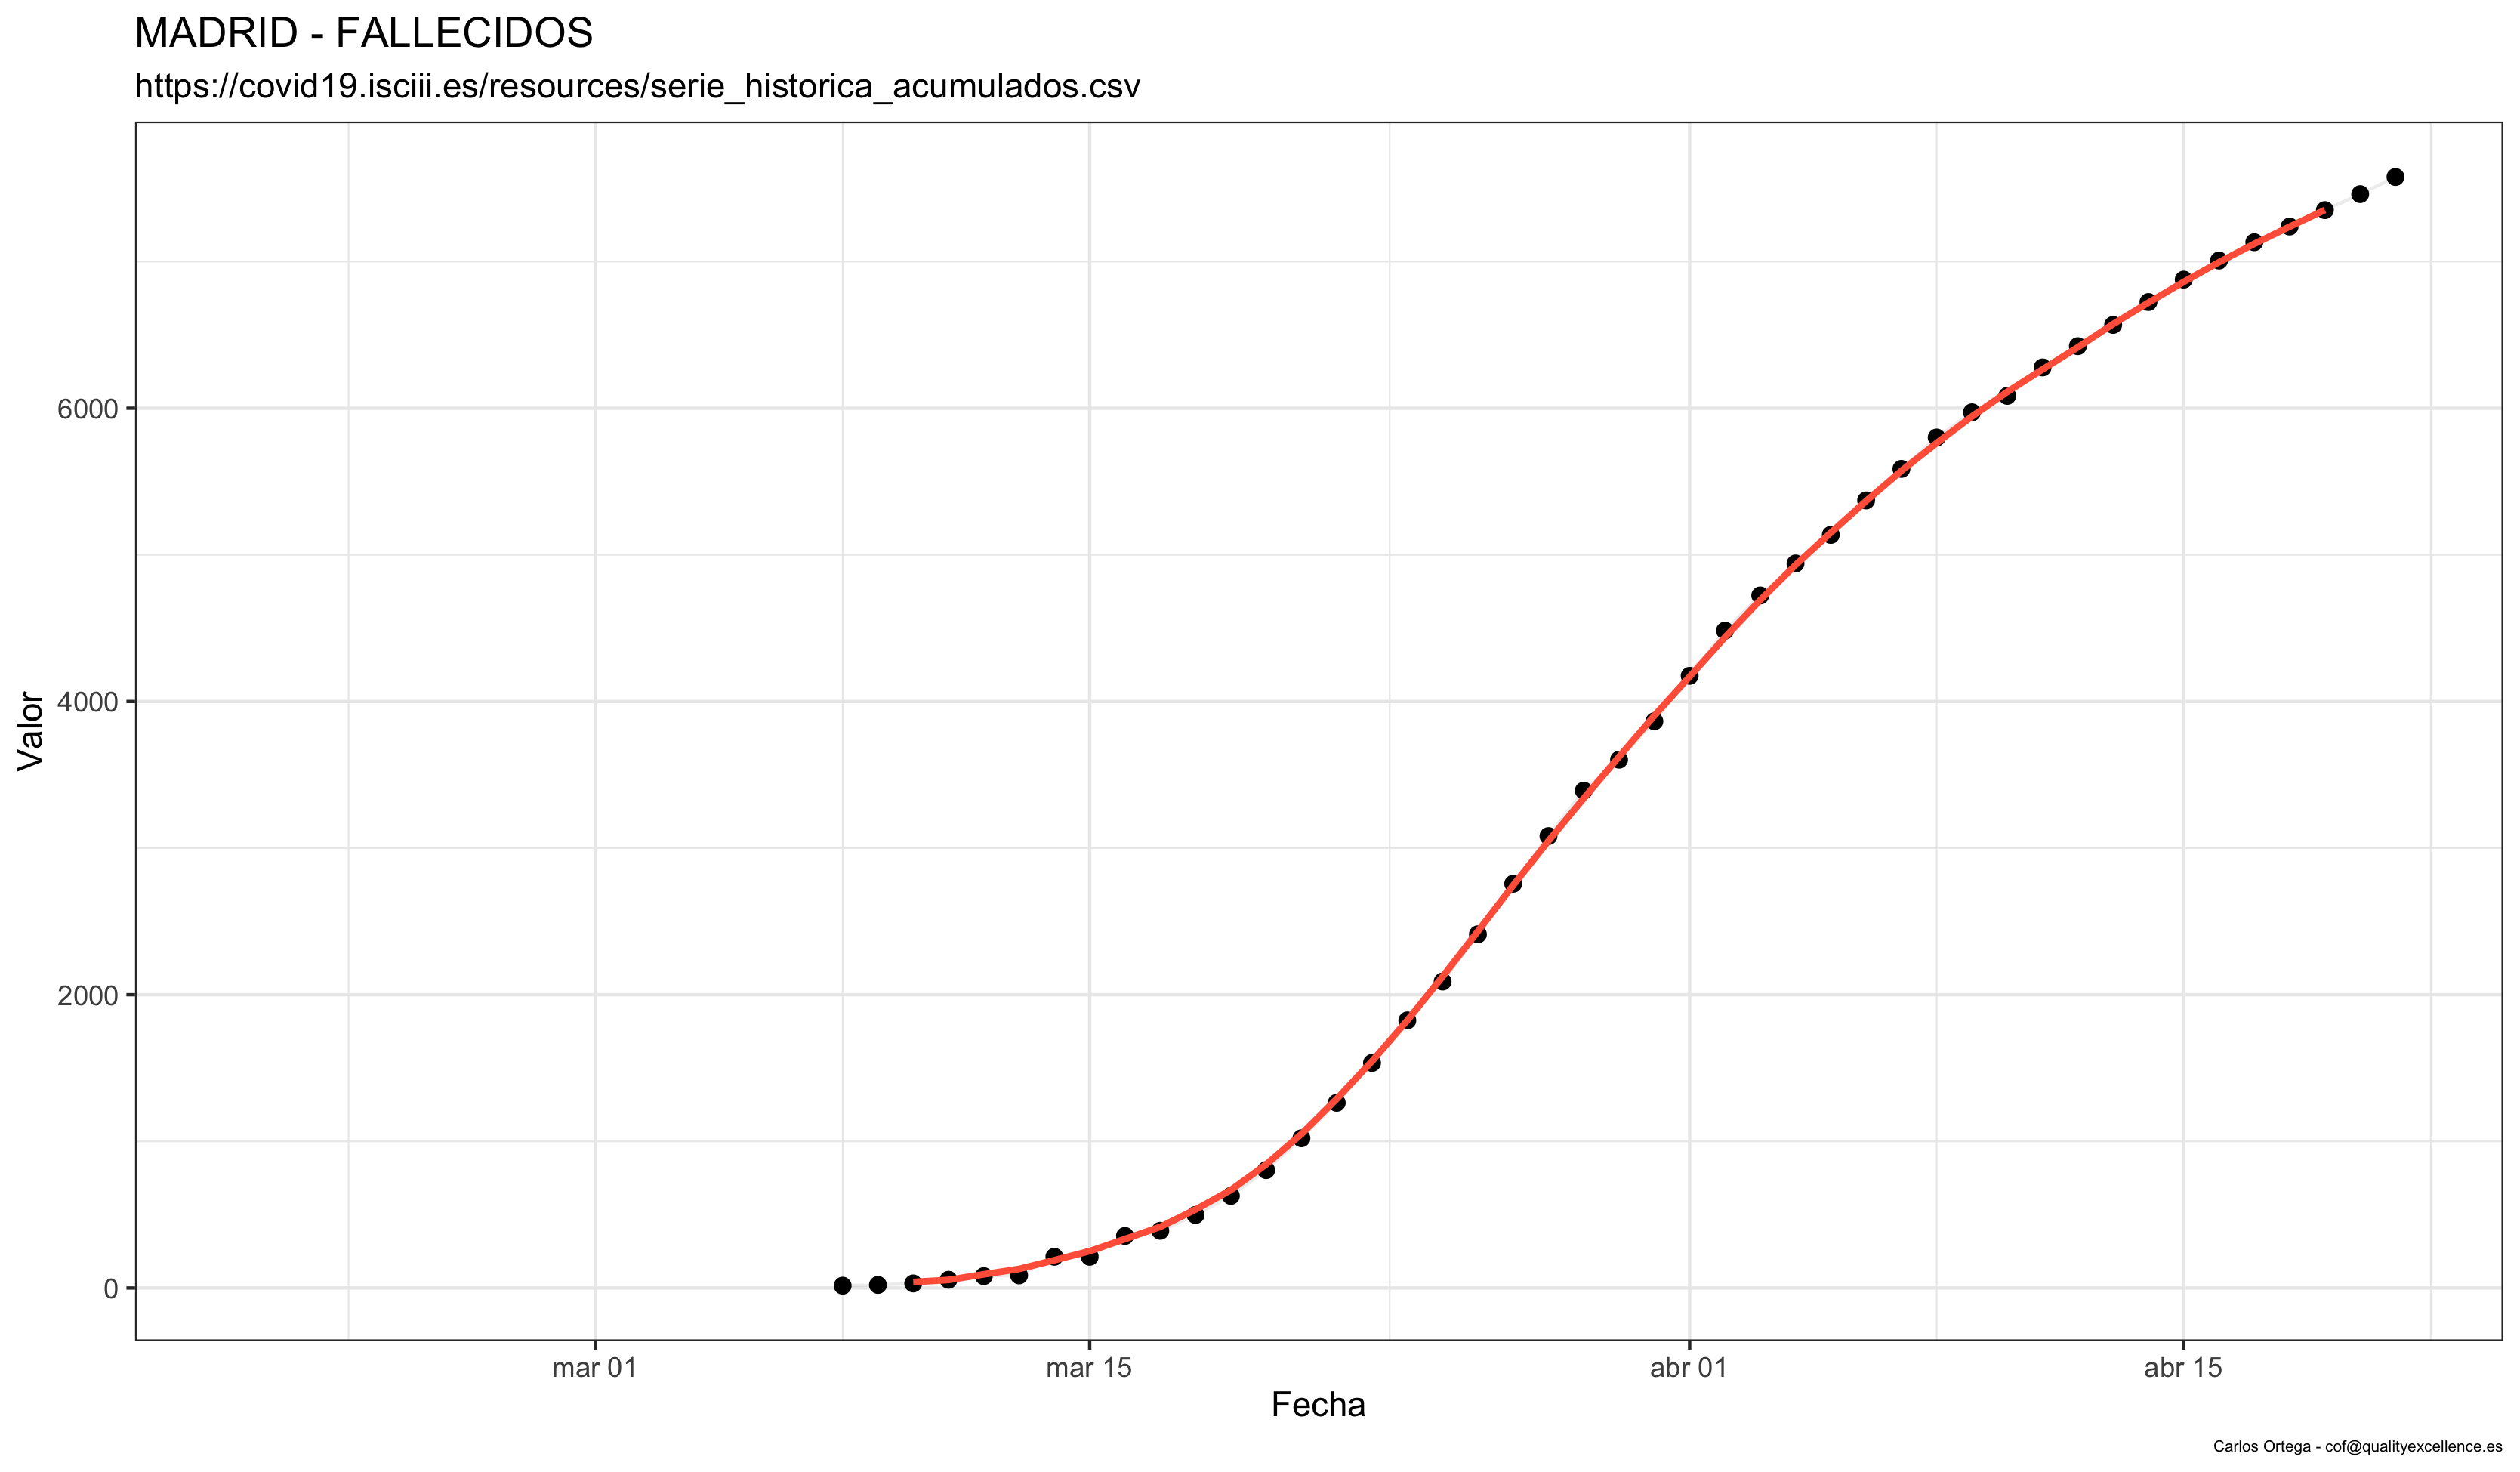 MADRID - FALLECIDOS
https://covid19.isciii.es/resources/serie_historica_acumulados.csv
Valor
6000
4000
2000
0
mar 01
mar 15
abr 01
abr 15
Fecha
Carlos Ortega - cof@qualityexcellence.es